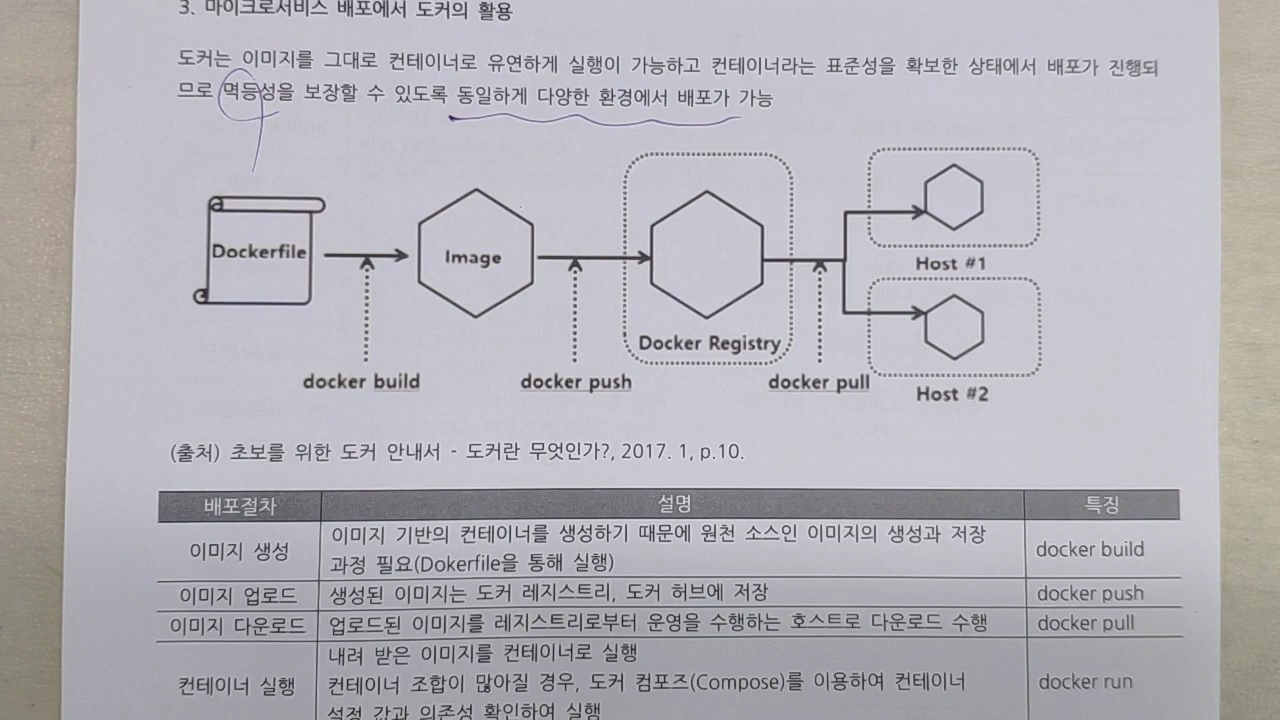 3. 마이크로서비스 배포에서 도커의 활용
도커는 이미지를 그대로 컨테이너로 유연하게 실행이 가능하고 컨테이너라는 표준성을 확보한 상태에서 배포가 진행되
므로 멱등성을 보장할 수 있도록 동일하게 다양한 환경에서 배포가 가능
Dockerfile
Image
Docker Registry
Host #1
Host #2
docker build
docker push
docker pull
(출처) 초보를 위한 도커 안내서 - 도커란 무엇인가?, 2017. 1, p.10.
배포절차 설명 특징
이미지 생성
이미지 기반의 컨테이너를 생성하기 때문에 원천 소스인 이미지의 생성과 저장
과정 필요(Dokerfile을 통해 실행)
docker build
이미지 업로드 생성된 이미지는 도커 레지스트리, 도커 허브에 저장 docker push
이미지 다운로드 업로드된 이미지를 레지스트리로부터 운영을 수행하는 호스트로 다운로드 수행 docker pull
컨테이너 실행
내려 받은 이미지를 컨테이너로 실행
컨테이너 조합이 많아질 경우, 도커 컴포즈(Compose)를 이용하여 컨테이너
설정 값과 의존성 확인하여 실행
docker run